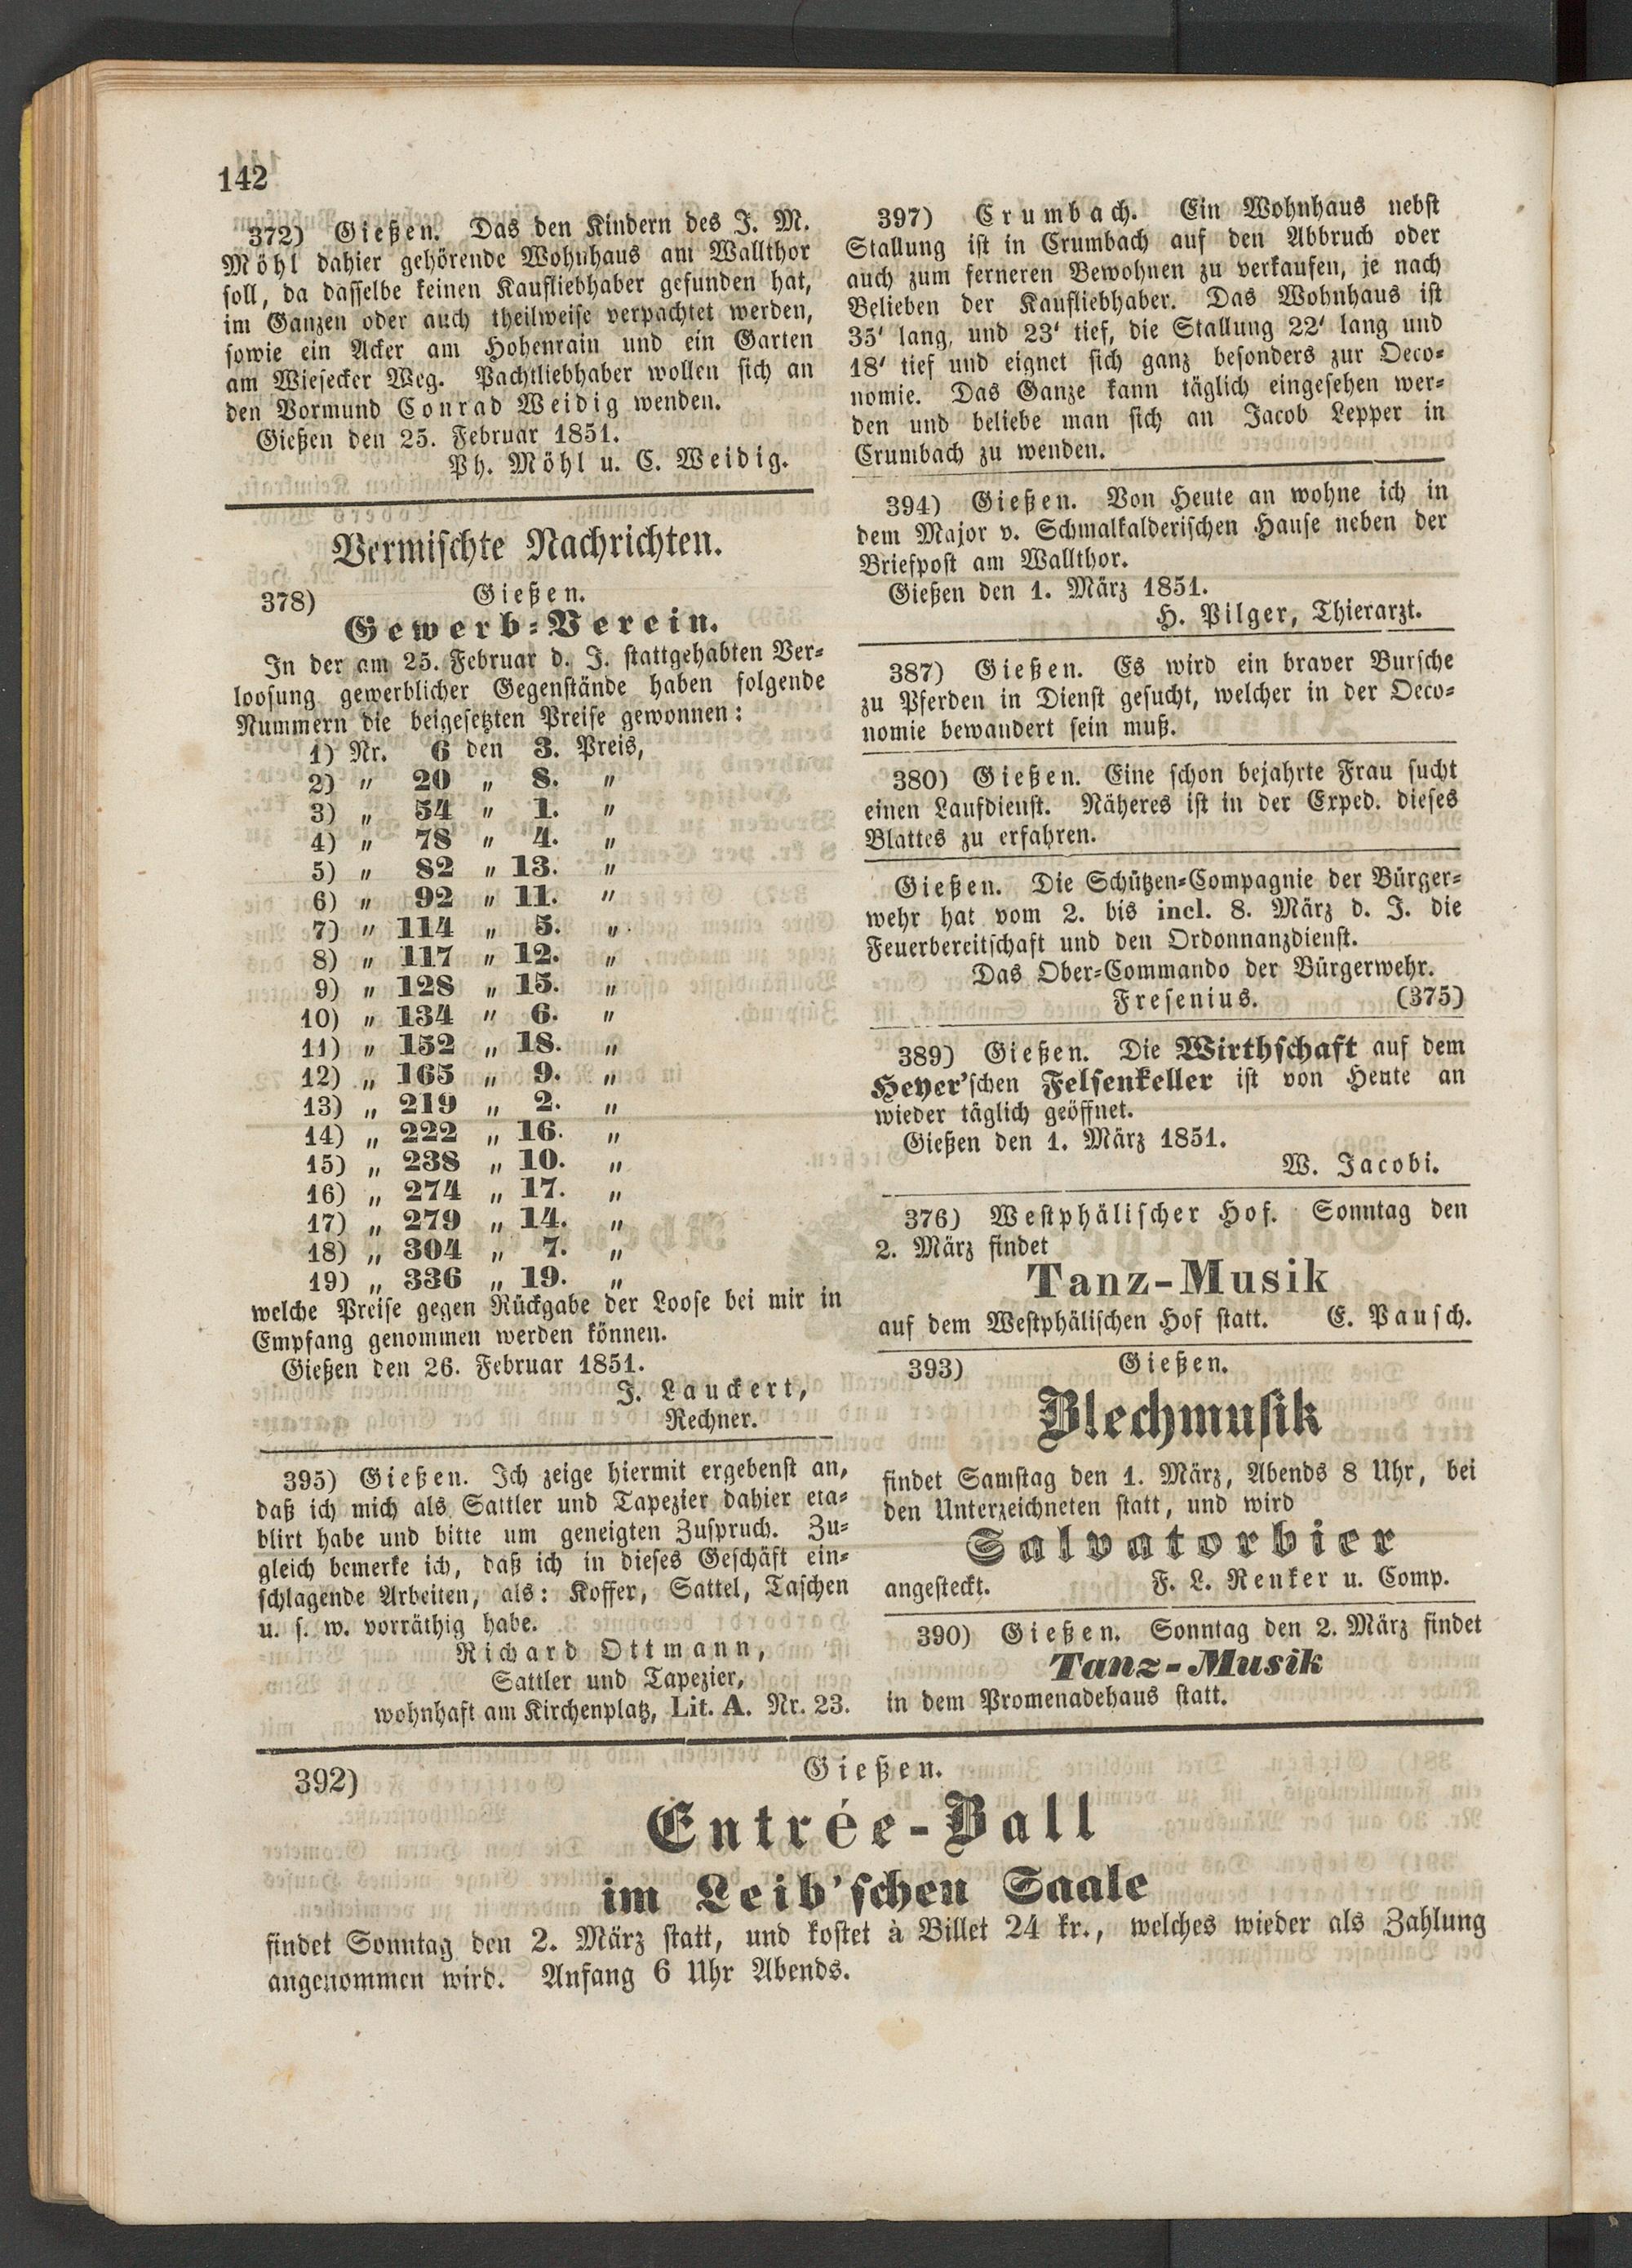 142
372) Gießen. Das den Kindern des J. M.
Möhl dahier gehörende Wohnhaus am Wallthor
soll, da dasselbe keinen Kaufliebhaber gefunden hat,
im Ganzen oder auch theilweise verpachtet werden,
sowie ein Acker am Hohenrain und ein Garten
am Wiesecker Weg. Pachtliebhaber wollen sich an
den Vormund Conrad Weidig wenden.
Gießen den 25. Februar 1851.
Ph. Möhl u. C. Weidig.
Vermischte Nachrichten.
378) Gießen.
Gewerb=Verein.
In der am 25. Februar d. J. stattgehabten Ver=
loosung gewerblicher Gegenstände haben folgende
Nummern die beigesetzten Preise gewonnen:
1) Nr. 6 den 3. Preis,
2) " 20 " 8. "
3) " 54 " 1. "
4) " 78 " 4. "
5) " 82 " 13. "
6) " 92 " 11. "
7) " 114 " 5. "
8) " 117 " 12. "
9) " 128 " 15. "
10) " 134 " 6. "
11) " 152 " 18. "
12) " 165 " 9. "
13) " 219 " 2. "
14) " 222 " 16. "
15) " 238 " 10. "
16) " 274 " 17. "
17) " 279 " 14. "
18) " 304 " 7. "
19) " 336 " 19. "
welche Preise gegen Rückgabe der Loose bei mir in
Empfang genommen werden können.
Gießen den 26. Februar 1851.
J. Lauckert,
Rechner.
395) Gießen. Ich zeige hiermit ergebenst an,
daß ich mich als Sattler und Tapezier dahier eta=
blirt habe und bitte um geneigten Zuspruch. Zu=
gleich bemerke ich, daß ich in dieses Geschäft ein=
schlagende Arbeiten, als: Koffer, Sattel, Taschen
u. s. w. vorräthig habe.
Richard Ottmann,
Sattler und Tapezier,
wohnhaft am Kirchenplatz, Lit. A. Nr. 23.
397) Crumbach. Ein Wohnhaus nebst
Stallung ist in Crumbach auf den Abbruch oder
auch zum ferneren Bewohnen zu verkaufen, je nach
Belieben der Kaufliebhaber. Das Wohnhaus ist
35' lang, und 23' tief, die Stallung 22' lang und
18' tief und eignet sich ganz besonders zur Oeco=
nomie. Das Ganze kann täglich eingesehen wer=
den und beliebe man sich an Jacob Lepper in
Crumbach zu wenden.
394) Gießen. Von Heute an wohne ich in
dem Major v. Schmalkalderischen Hause neben der
Briefpost am Wallthor.
Gießen den 1. März 1851.
H. Pilger, Thierarzt.
387) Gießen. Es wird ein braver Bursche
zu Pferden in Dienst gesucht, welcher in der Oeco=
nomie bewandert sein muß.
380) Gießen. Eine schon bejahrte Frau sucht
einen Laufdienst. Näheres ist in der Exped. dieses
Blattes zu erfahren.
Gießen. Die Schützen=Compagnie der Bürger=
wehr hat vom 2. bis incl. 8. März d. J. die
Feuerbereitschaft und den Ordonnanzdienst.
Das Ober=Commando der Bürgerwehr.
Fresenius. (375)
389) Gießen. Die Wirthschaft auf dem
Heyer'schen Felsenkeller ist von Heute an
wieder täglich geöffnet.
Gießen den 1. März 1851.
W. Jacobi.
376) Westphälischer Hof. Sonntag den
2. März findet
Tanz-Musik
auf dem Westphälischen Hof statt. E. Pausch.
393) Gießen.
Blechmusik
findet Samstag den 1. März, Abends 8 Uhr, bei
den Unterzeichneten statt, und wird
Salvatorbier
angesteckt. F. L. Renker u. Comp.
390) Gießen. Sonntag den 2. März findet
Tanz-Musik
in dem Promenadehaus statt.
392) Gießen.
Entrée-Ball
im Leib'schen Saale
findet Sonntag den 2. März statt, und kostet à Billet 24 kr., welches wieder als Zahlung
angenommen wird. Anfang 6 Uhr Abends.